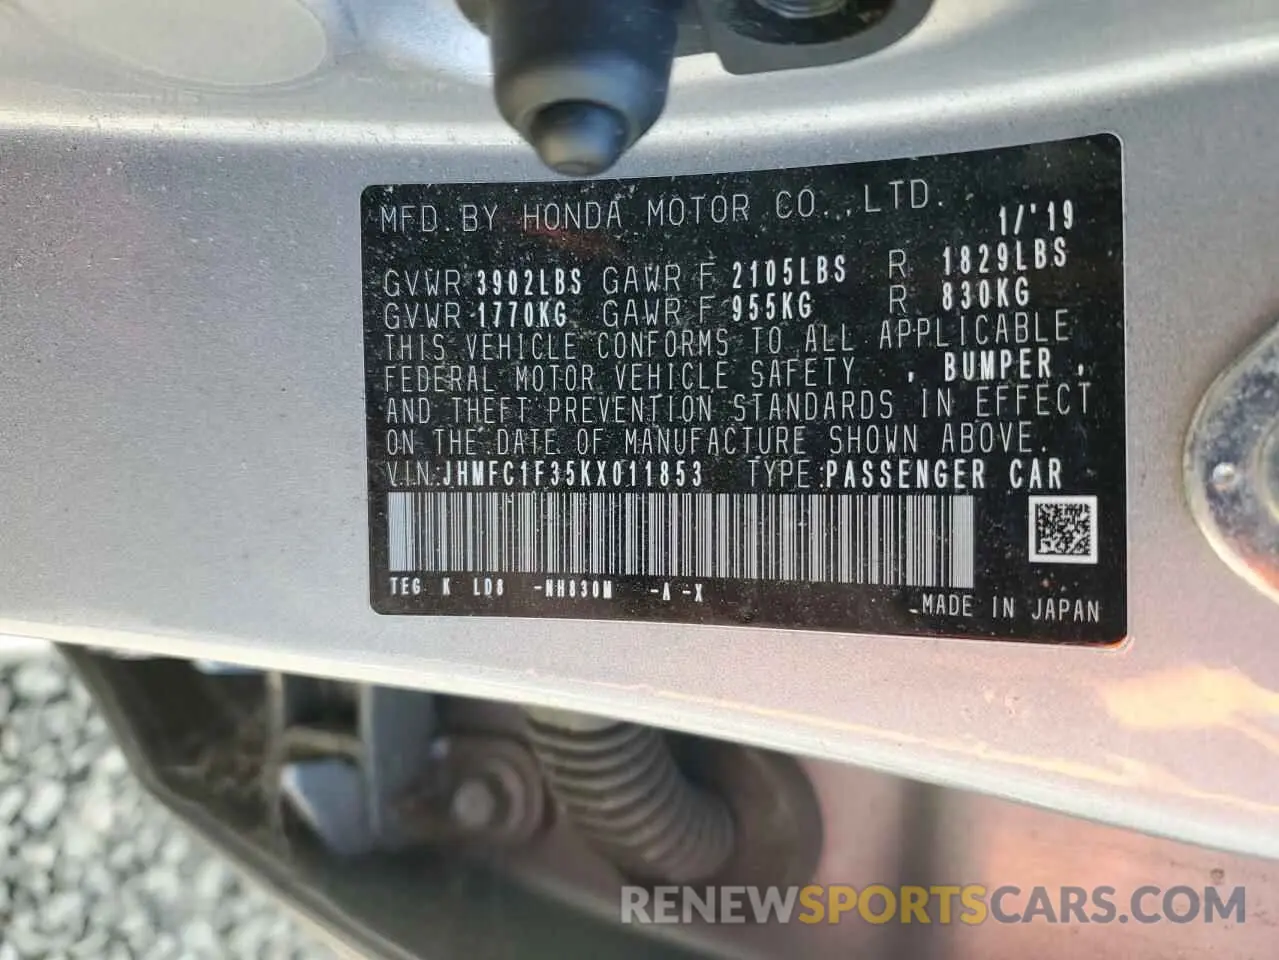 MFD. BY HONDA MOTOR CO., LTD. 1/'19
GVWR 3902LBS GAWR F 2105LBS R 1829LBS
GVWR 1770KG GAWR F 955KG R 830KG
THIS VEHICLE CONFORMS TO ALL APPLICABLE
FEDERAL MOTOR VEHICLE SAFETY , BUMPER ,
AND THEFT PREVENTION STANDARDS IN EFFECT
ON THE DATE OF MANUFACTURE SHOWN ABOVE.
V.I.N.:JHMFC1F35KX011853 TYPE:PASSENGER CAR
TEG K LD8 -NH830M -A -X
MADE IN JAPAN
RENEWSPORTSCARS.COM